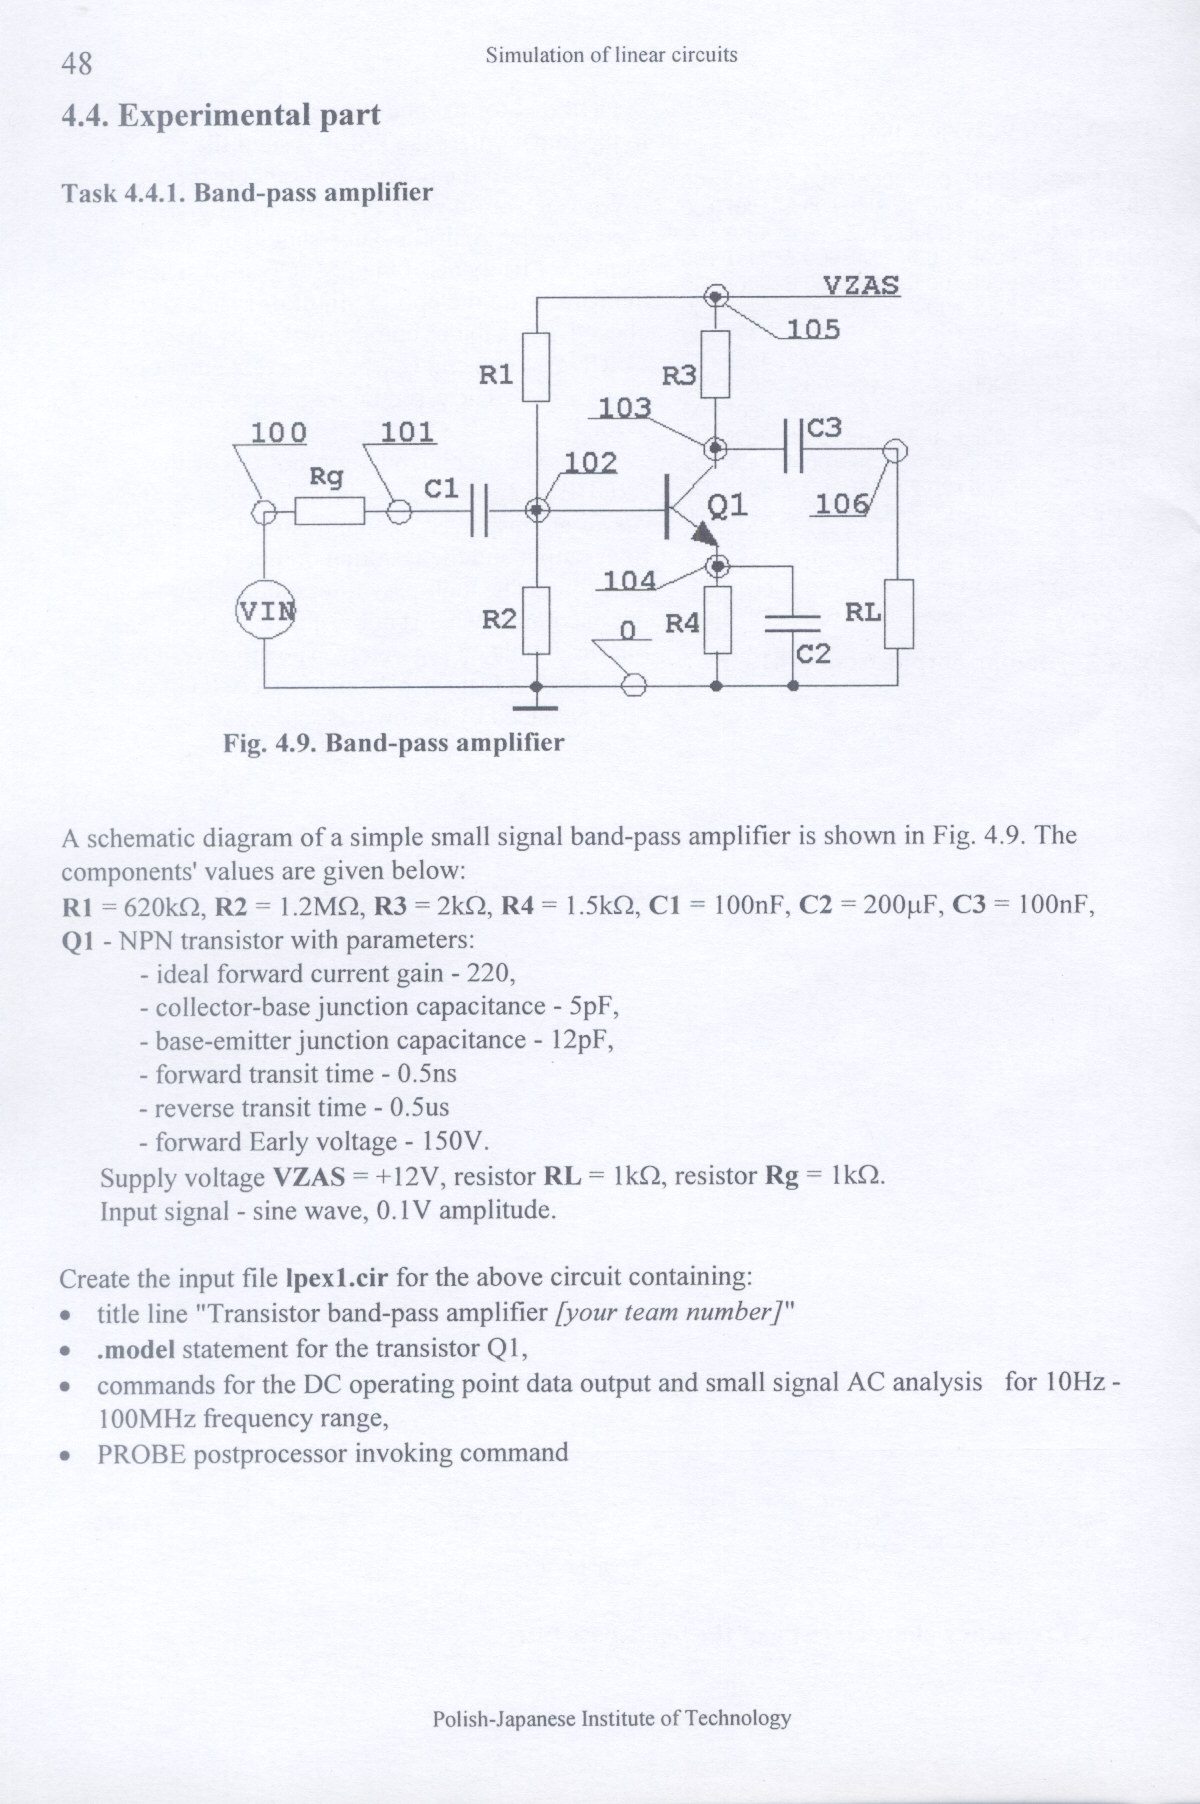 48
Simulation of linear circuits
4.4. Experimental part
Task 4.4.1. Band-pass amplifier
VZAS
105
R1
R3
103
100
101
C3
102
Rg
C1
Q1
106
104
VIN
R2
0
R4
RL
C2
Fig. 4.9. Band-pass amplifier
A schematic diagram of a simple small signal band-pass amplifier is shown in Fig. 4.9. The
components' values are given below:
R1 = 620kΩ, R2 = 1.2MΩ, R3 = 2kΩ, R4 = 1.5kΩ, C1 = 100nF, C2 = 200µF, C3 = 100nF,
Q1 - NPN transistor with parameters:
- ideal forward current gain - 220,
- collector-base junction capacitance - 5pF,
- base-emitter junction capacitance - 12pF,
- forward transit time - 0.5ns
- reverse transit time - 0.5us
- forward Early voltage - 150V.
Supply voltage VZAS = +12V, resistor RL = 1kΩ, resistor Rg = 1kΩ.
Input signal - sine wave, 0.1V amplitude.
Create the input file lpex1.cir for the above circuit containing:
• title line "Transistor band-pass amplifier [your team number]"
• .model statement for the transistor Q1,
• commands for the DC operating point data output and small signal AC analysis for 10Hz -
100MHz frequency range,
• PROBE postprocessor invoking command
Polish-Japanese Institute of Technology